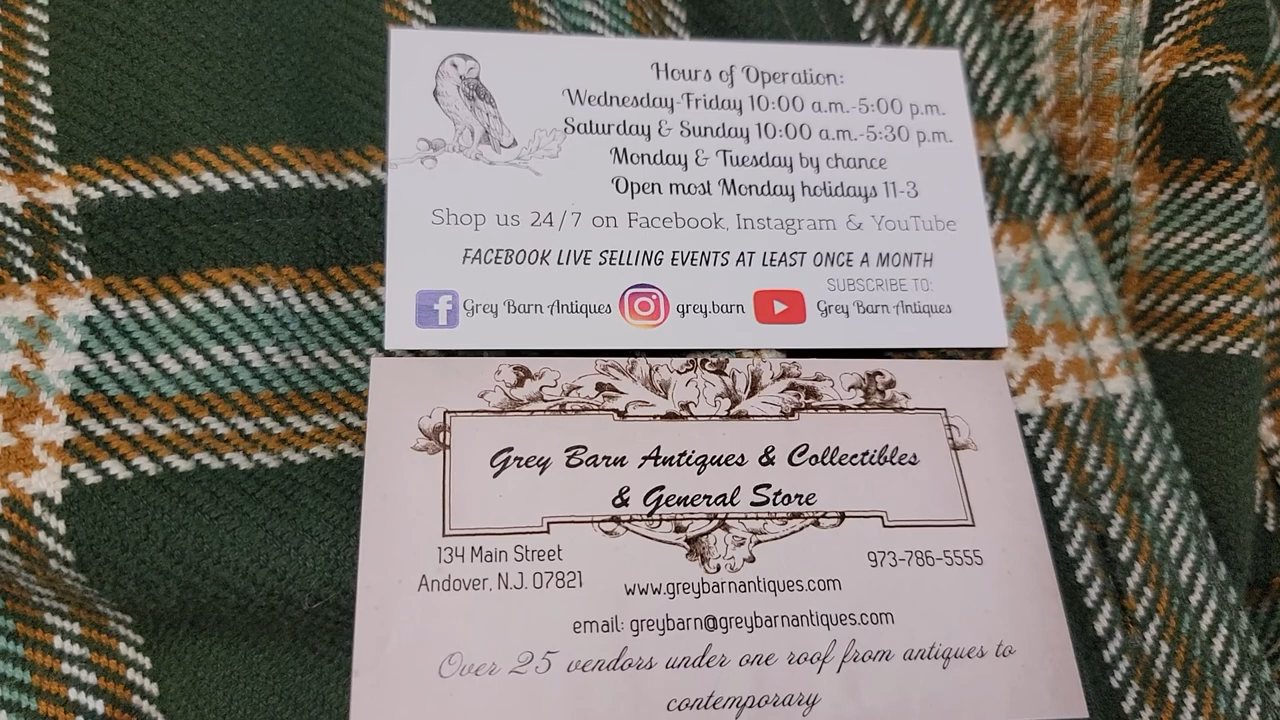 Hours of Operation:
Wednesday-Friday 10:00 a.m.-5:00 p.m.
Saturday & Sunday 10:00 a.m.-5:30 p.m.
Monday & Tuesday by chance
Open most Monday holidays 11-3
Shop us 24/7 on Facebook, Instagram & YouTube
FACEBOOK LIVE SELLING EVENTS AT LEAST ONCE A MONTH
SUBSCRIBE TO:
f Grey Barn Antiques grey.barn Grey Barn Antiques
Grey Barn Antiques & Collectibles
& General Store
134 Main Street
Andover, N.J. 07821
973-786-5555
www.greybarnantiques.com
email: greybarn@greybarnantiques.com
Over 25 vendors under one roof from antiques to
contemporary